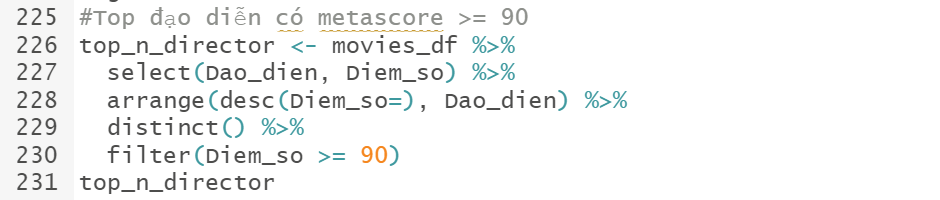 225 #Top đạo diễn có metascore >= 90
226 top_n_director <- movies_df %>%
227   select(Dao_dien, Diem_so) %>%
228   arrange(desc(Diem_so=), Dao_dien) %>%
229   distinct() %>%
230   filter(Diem_so >= 90)
231 top_n_director